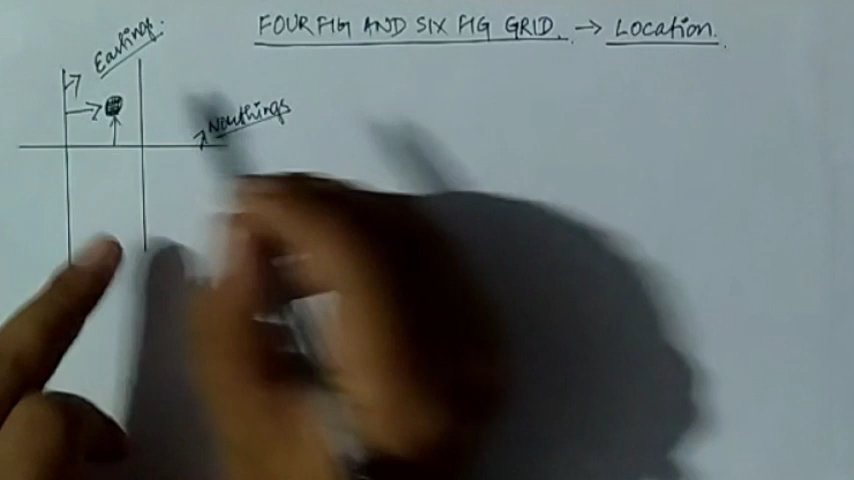 FOUR FIG AND SIX FIG GRID. → Location.
Eastings.
Northings